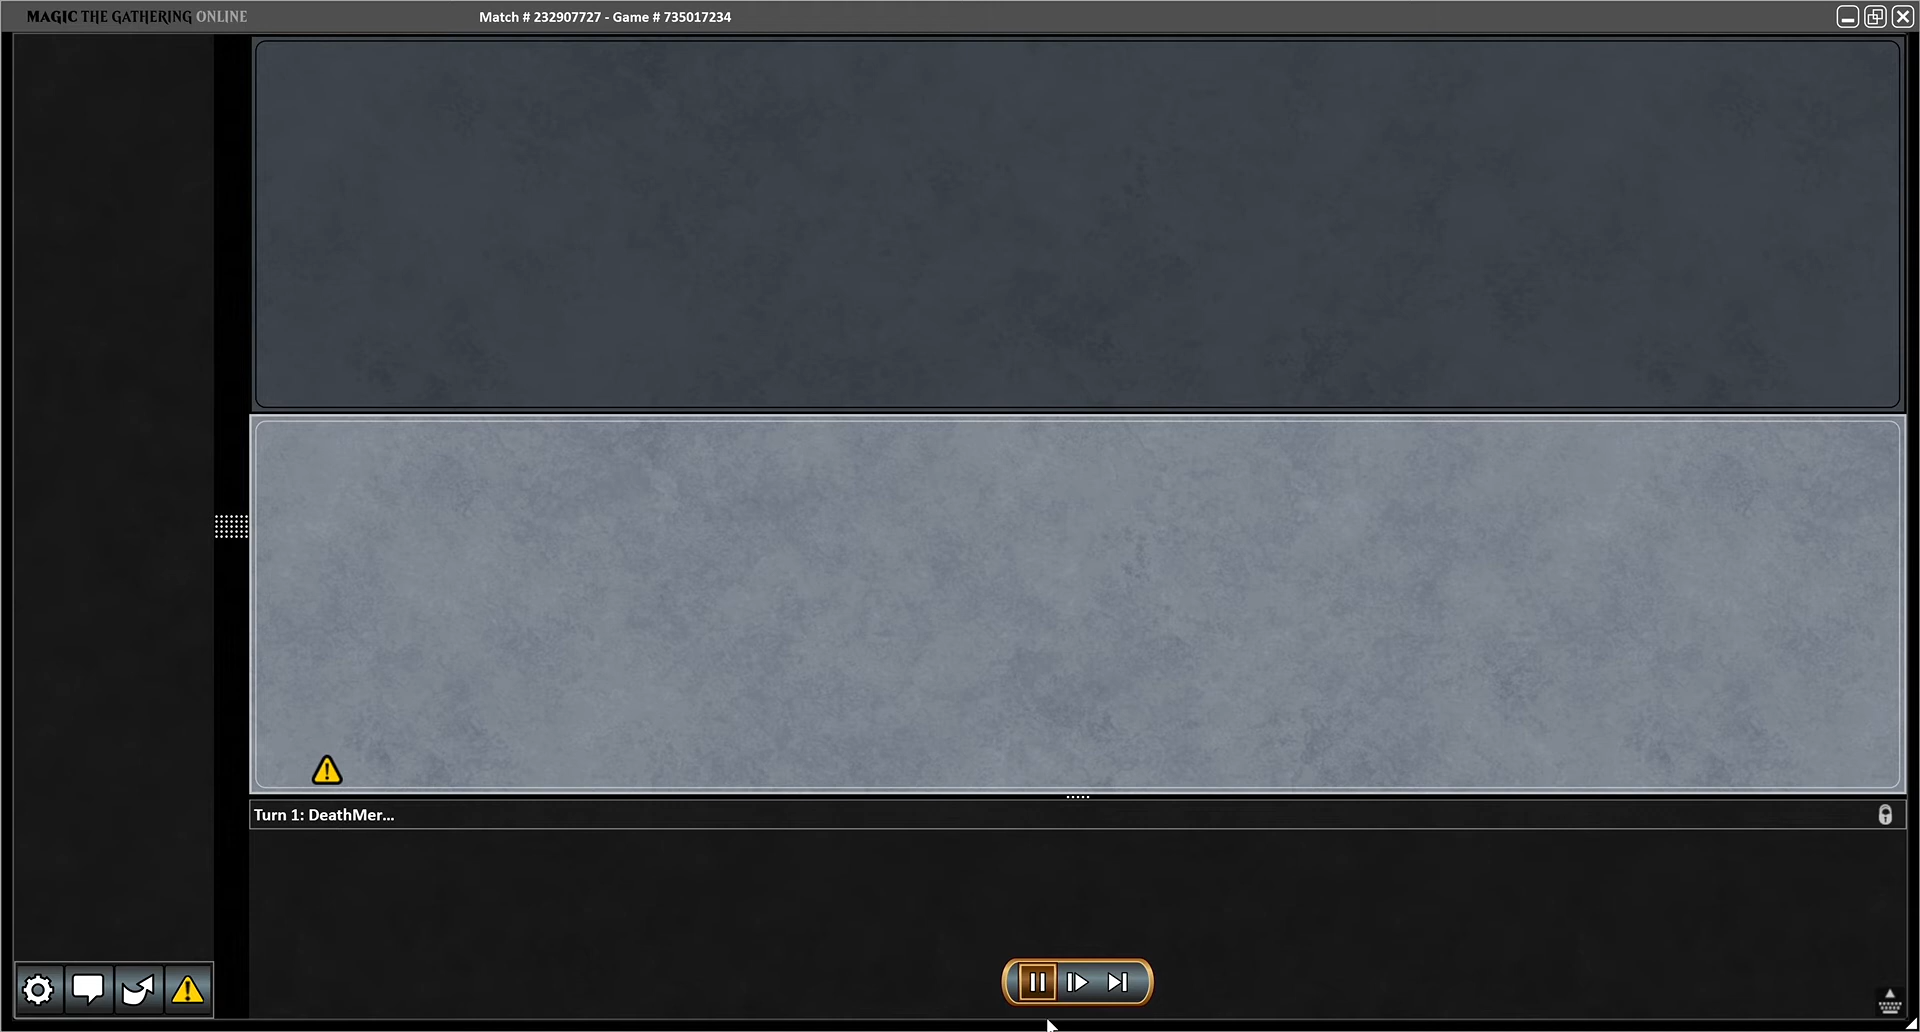 MAGIC THE GATHERING ONLINE
Match # 232907727 - Game # 735017234
Turn 1: DeathMer...